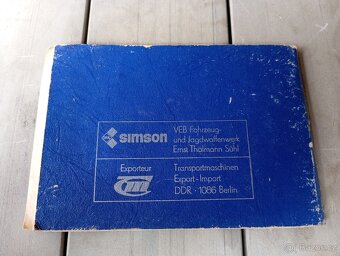 simson
VEB Fahrzeug-
und Jagdwaffenwerk
Ernst Thälmann Suhl
Exporteur
Transportmaschinen
Export-Import
DDR · 1086 Berlin